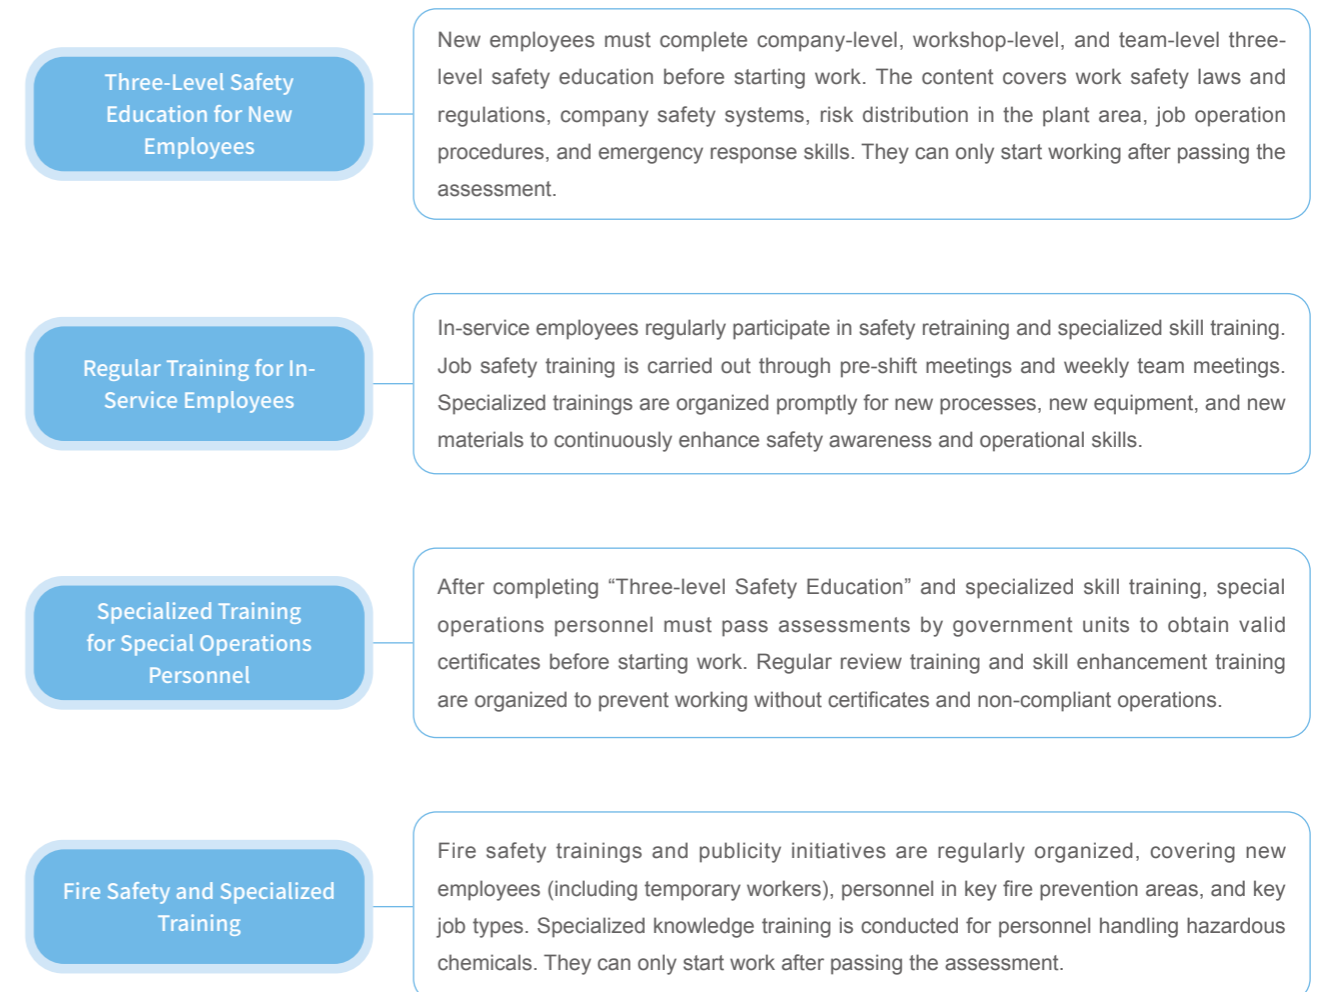 Three-Level Safety
Education for New
Employees
New employees must complete company-level, workshop-level, and team-level three-
level safety education before starting work. The content covers work safety laws and
regulations, company safety systems, risk distribution in the plant area, job operation
procedures, and emergency response skills. They can only start working after passing the
assessment.
Regular Training for In-
Service Employees
In-service employees regularly participate in safety retraining and specialized skill training.
Job safety training is carried out through pre-shift meetings and weekly team meetings.
Specialized trainings are organized promptly for new processes, new equipment, and new
materials to continuously enhance safety awareness and operational skills.
Specialized Training
for Special Operations
Personnel
After completing “Three-level Safety Education” and specialized skill training, special
operations personnel must pass assessments by government units to obtain valid
certificates before starting work. Regular review training and skill enhancement training
are organized to prevent working without certificates and non-compliant operations.
Fire Safety and Specialized
Training
Fire safety trainings and publicity initiatives are regularly organized, covering new
employees (including temporary workers), personnel in key fire prevention areas, and key
job types. Specialized knowledge training is conducted for personnel handling hazardous
chemicals. They can only start work after passing the assessment.